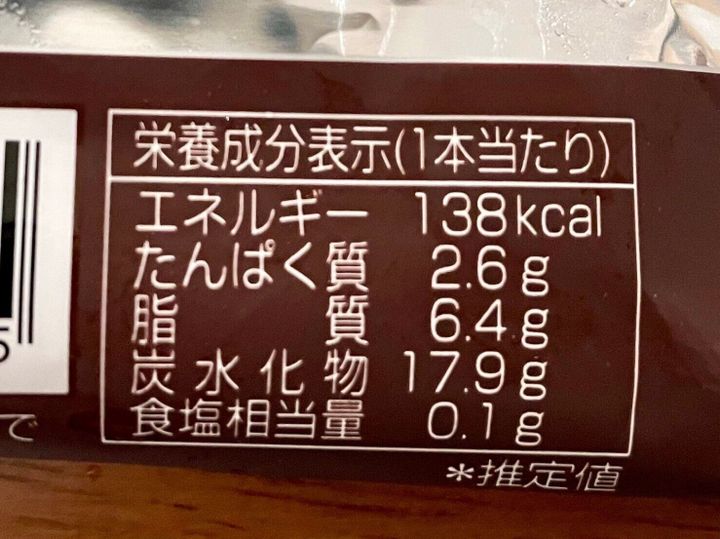 栄養成分表示(1本当たり)
エネルギー 138kcal
たんぱく質 2.6g
脂質 6.4g
炭水化物 17.9g
食塩相当量 0.1g
*推定値
5
で